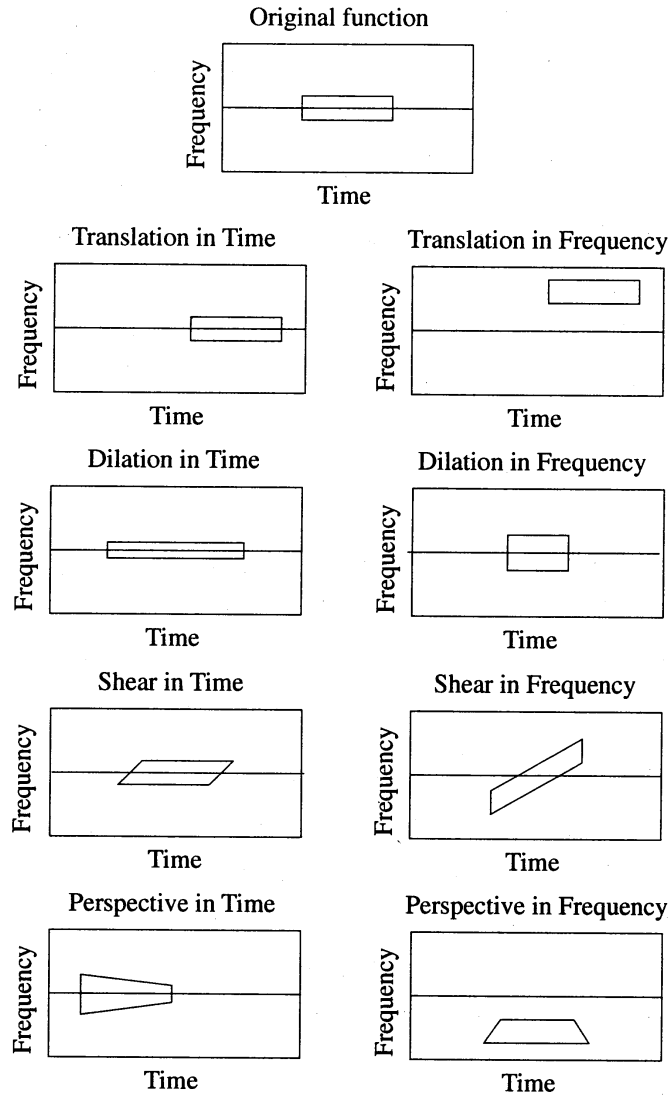 Original function
Frequency
Time
Translation in Time
Frequency
Time
Translation in Frequency
Frequency
Time
Dilation in Time
Frequency
Time
Dilation in Frequency
Frequency
Time
Shear in Time
Frequency
Time
Shear in Frequency
Frequency
Time
Perspective in Time
Frequency
Time
Perspective in Frequency
Frequency
Time